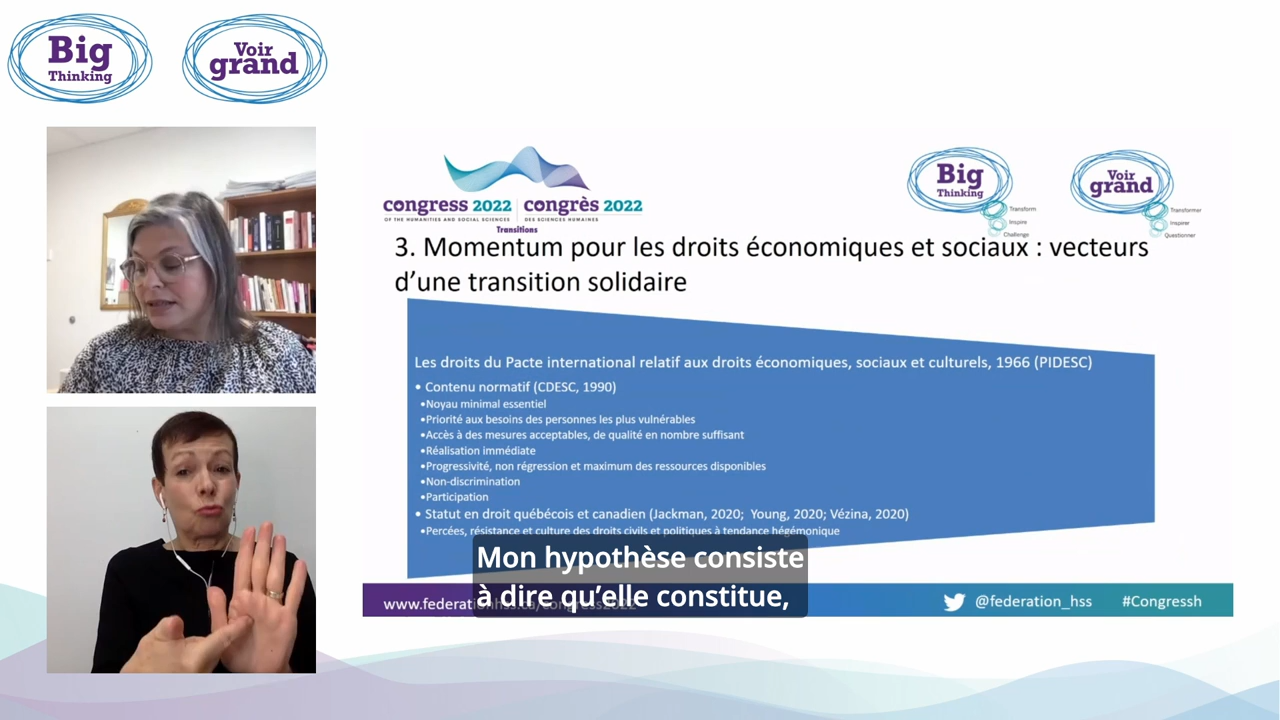 Big
Thinking
Voir
grand
congress 2022
OF THE HUMANITIES AND SOCIAL SCIENCES
congrès 2022
DES SCIENCES HUMAINES
Transitions
Big
Thinking
Transform
Inspire
Challenge
Voir
grand
Transformer
Inspirer
Questionner
3. Momentum pour les droits économiques et sociaux : vecteurs
d’une transition solidaire
Les droits du Pacte international relatif aux droits économiques, sociaux et culturels, 1966 (PIDESC)
• Contenu normatif (CDESC, 1990)
•Noyau minimal essentiel
•Priorité aux besoins des personnes les plus vulnérables
•Accès à des mesures acceptables, de qualité en nombre suffisant
•Réalisation immédiate
•Progressivité, non régression et maximum des ressources disponibles
•Non-discrimination
•Participation
• Statut en droit québécois et canadien (Jackman, 2020; Young, 2020; Vézina, 2020)
•Percées, résistance et culture des droits civils et politiques à tendance hégémonique
Mon hypothèse consiste
à dire qu’elle constitue,
www.federationhss.ca/congress2022
@federation_hss
#Congressh